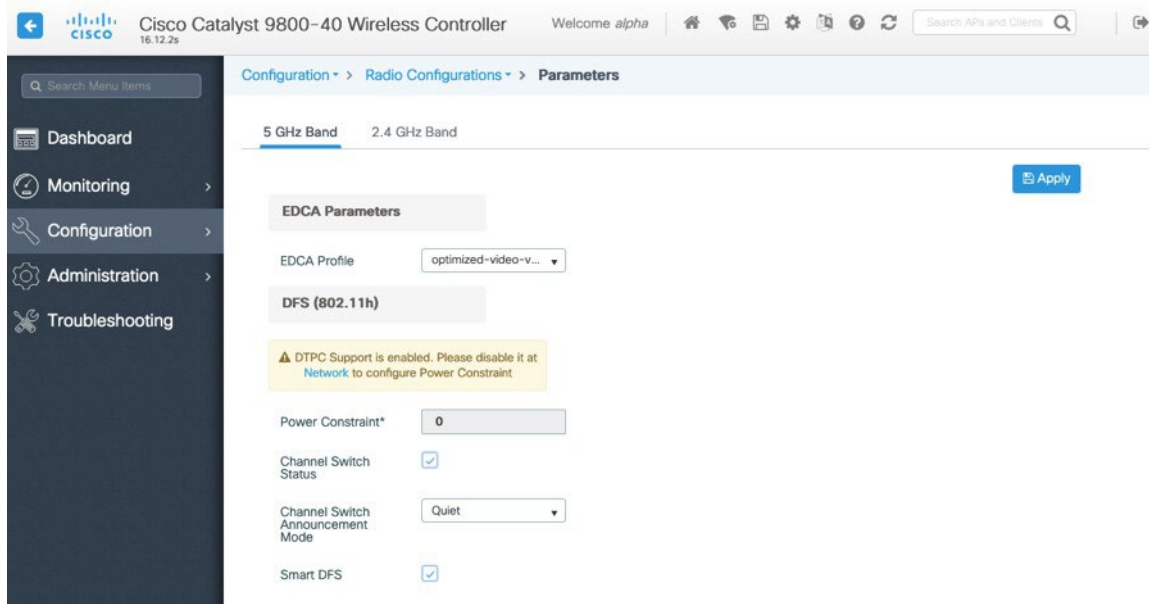 CISCO
Cisco Catalyst 9800-40 Wireless Controller
16.12.2s
Welcome alpha
Search APs and Clients
Search Menu Items
Dashboard
Monitoring
Configuration
Administration
Troubleshooting
Configuration > Radio Configurations > Parameters
5 GHz Band
2.4 GHz Band
Apply
EDCA Parameters
EDCA Profile
optimized-video-v...
DFS (802.11h)
DTPC Support is enabled. Please disable it at
Network to configure Power Constraint
Power Constraint*
0
Channel Switch
Status
Channel Switch
Announcement
Mode
Quiet
Smart DFS